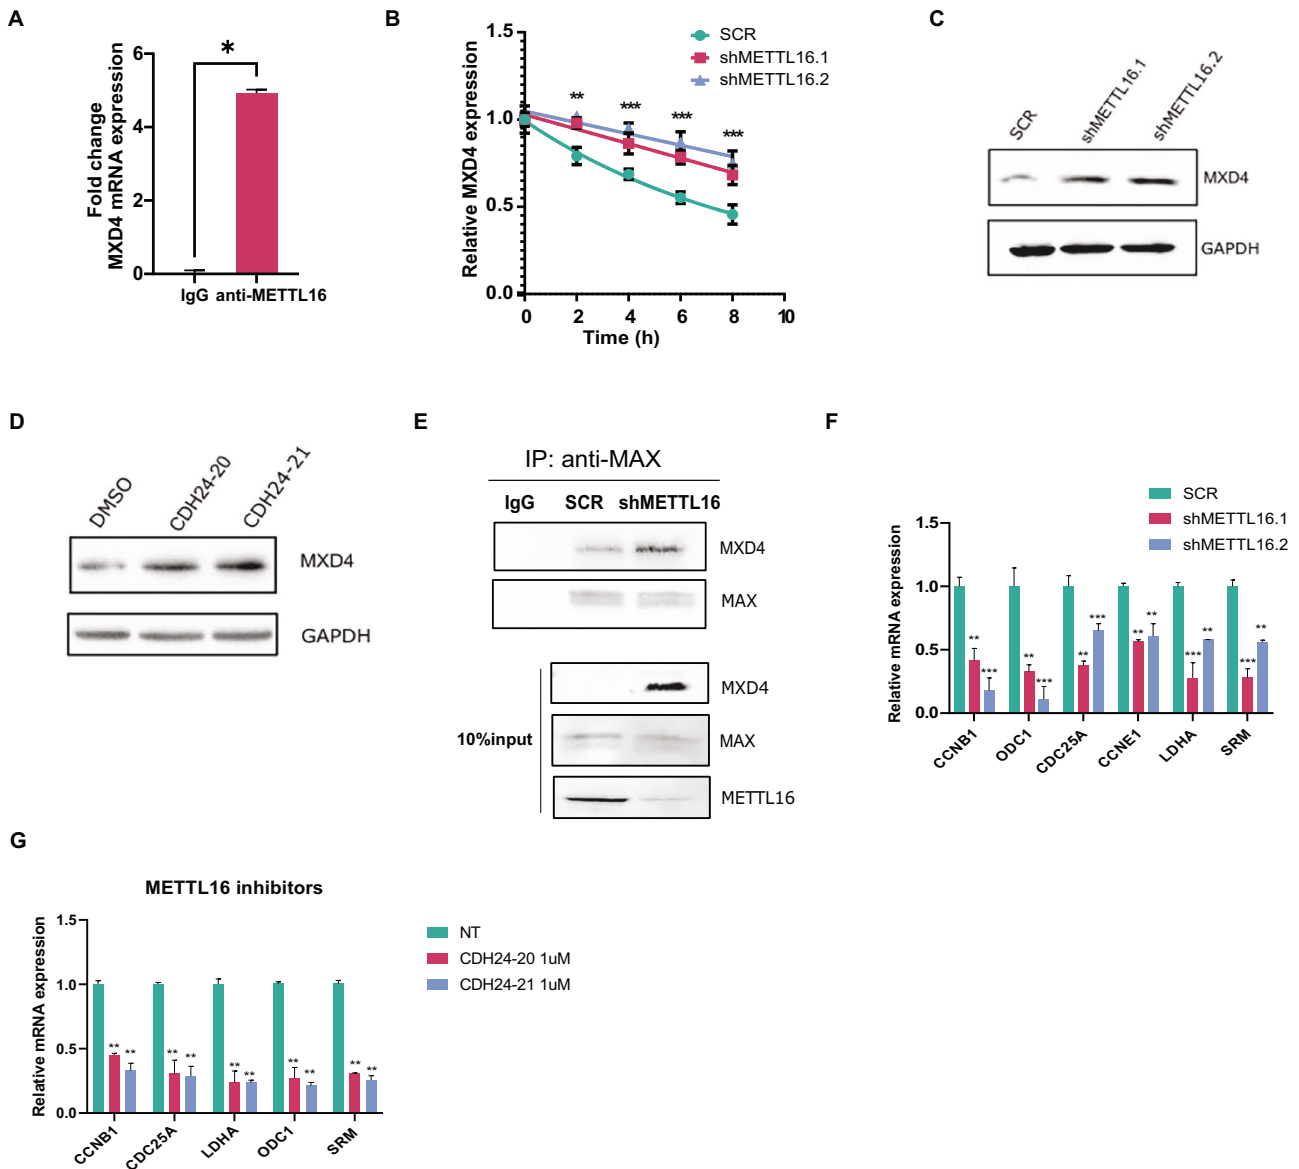 A
Fold change
MXD4 mRNA expression
6
4
2
0
*
IgG anti-METTL16
B
Relative MXD4 expression
1.5
1.0
0.5
0.0
SCR
shMETTL16.1
shMETTL16.2
** *** *** ***
0 2 4 6 8 10
Time (h)
C
SCR shMETTL16.1 shMETTL16.2
MXD4
GAPDH
D
DMSO CDH24-20 CDH24-21
MXD4
GAPDH
E
IP: anti-MAX
IgG SCR shMETTL16
MXD4
MAX
10%input
MXD4
MAX
METTL16
F
SCR
shMETTL16.1
shMETTL16.2
Relative mRNA expression
1.5
1.0
0.5
0.0
** *** ** *** ** *** ** ** *** ** *** **
CCNB1 ODC1 CDC25A CCNE1 LDHA SRM
G
METTL16 inhibitors
Relative mRNA expression
1.5
1.0
0.5
0.0
NT
CDH24-20 1uM
CDH24-21 1uM
** ** ** ** ** ** ** ** ** **
CCNB1 CDC25A LDHA ODC1 SRM